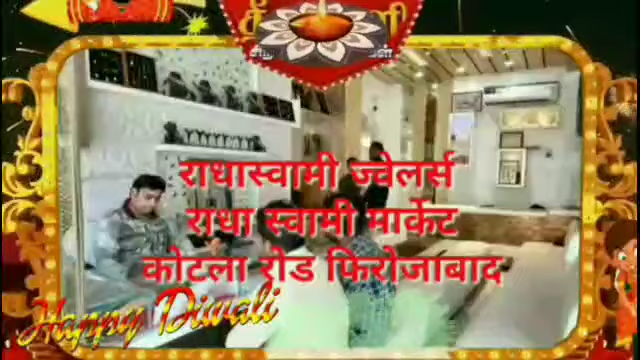 राधास्वामी ज्वेलर्स
राधा स्वामी मार्केट
कोटला रोड फिरोजाबाद
Happy Diwali